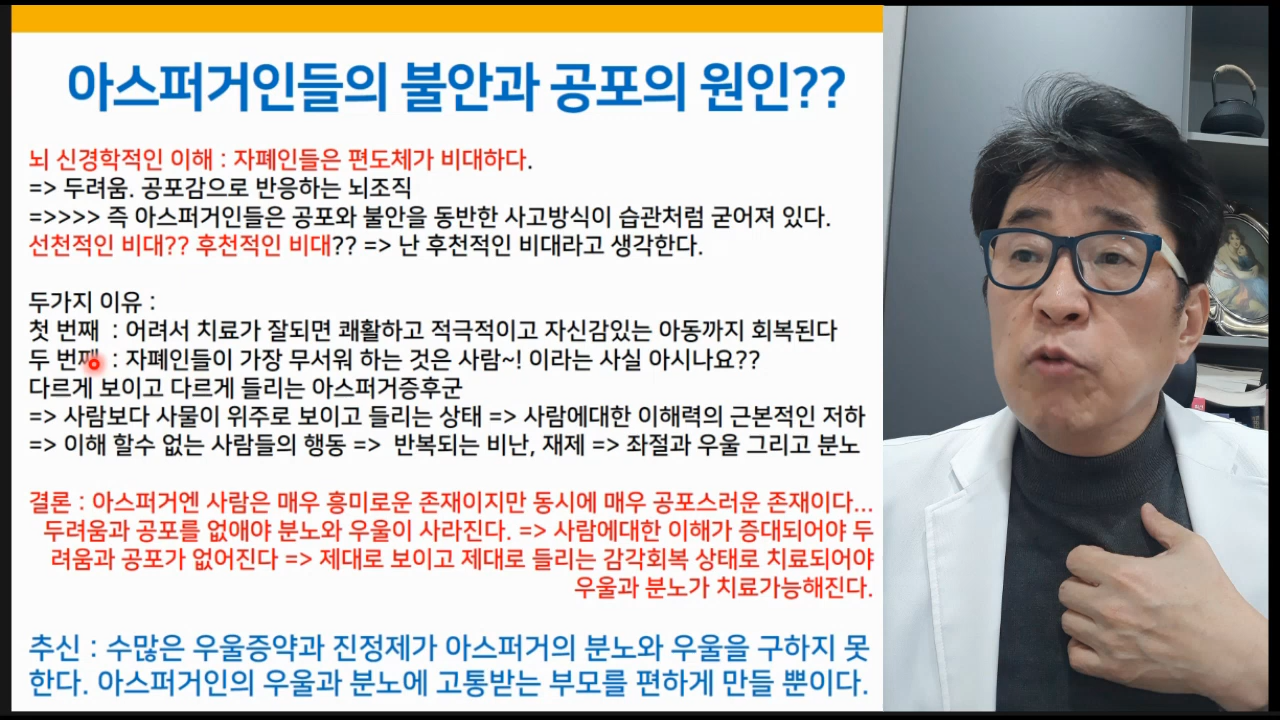 아스퍼거인들의 불안과 공포의 원인??
뇌 신경학적인 이해 : 자폐인들은 편도체가 비대하다.
=> 두려움. 공포감으로 반응하는 뇌조직
=>>>> 즉 아스퍼거인들은 공포와 불안을 동반한 사고방식이 습관처럼 굳어져 있다.
선천적인 비대?? 후천적인 비대?? => 난 후천적인 비대라고 생각한다.
두가지 이유 :
첫 번째 : 어려서 치료가 잘되면 쾌활하고 적극적이고 자신감있는 아동까지 회복된다
두 번째 : 자폐인들이 가장 무서워 하는 것은 사람~! 이라는 사실 아시나요??
다르게 보이고 다르게 들리는 아스퍼거증후군
=> 사람보다 사물이 위주로 보이고 들리는 상태 => 사람에대한 이해력의 근본적인 저하
=> 이해 할수 없는 사람들의 행동 => 반복되는 비난, 재제 => 좌절과 우울 그리고 분노
결론 : 아스퍼거엔 사람은 매우 흥미로운 존재이지만 동시에 매우 공포스러운 존재이다...
두려움과 공포를 없애야 분노와 우울이 사라진다. => 사람에대한 이해가 증대되어야 두
려움과 공포가 없어진다 => 제대로 보이고 제대로 들리는 감각회복 상태로 치료되어야
우울과 분노가 치료가능해진다.
추신 : 수많은 우울증약과 진정제가 아스퍼거의 분노와 우울을 구하지 못
한다. 아스퍼거인의 우울과 분노에 고통받는 부모를 편하게 만들 뿐이다.